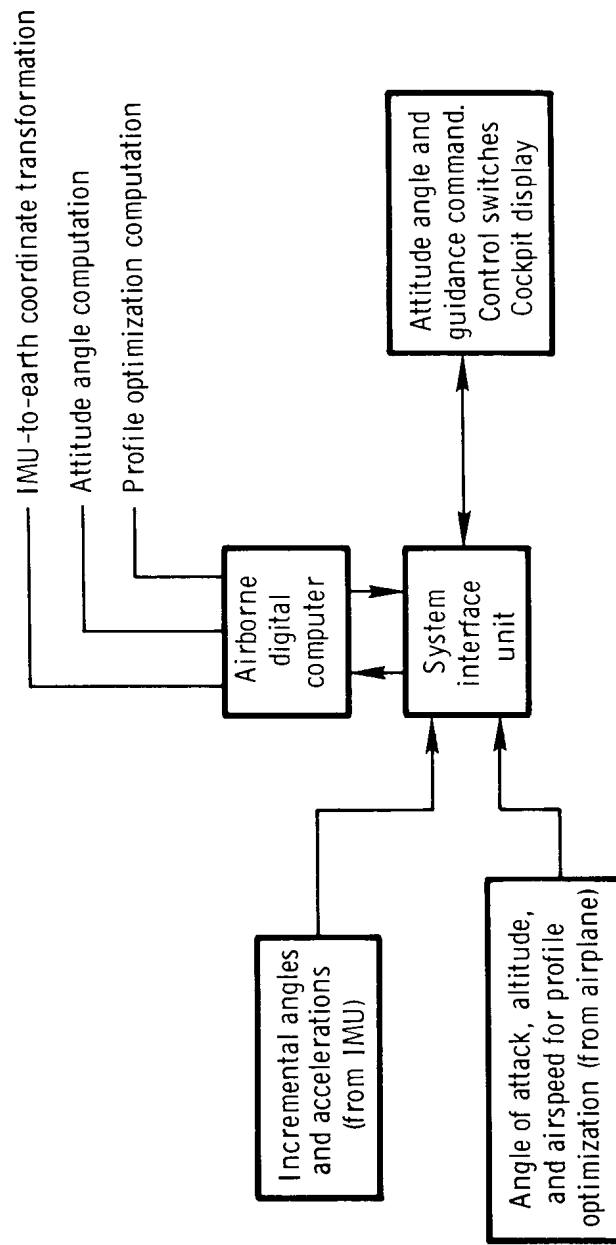 IMU-to-earth coordinate transformation
Attitude angle computation
Profile optimization computation
Airborne
digital
computer
Incremental angles
and accelerations
(from IMU)
System
interface
unit
Attitude angle and
guidance command.
Control switches
Cockpit display
Angle of attack, altitude,
and airspeed for profile
optimization (from airplane)